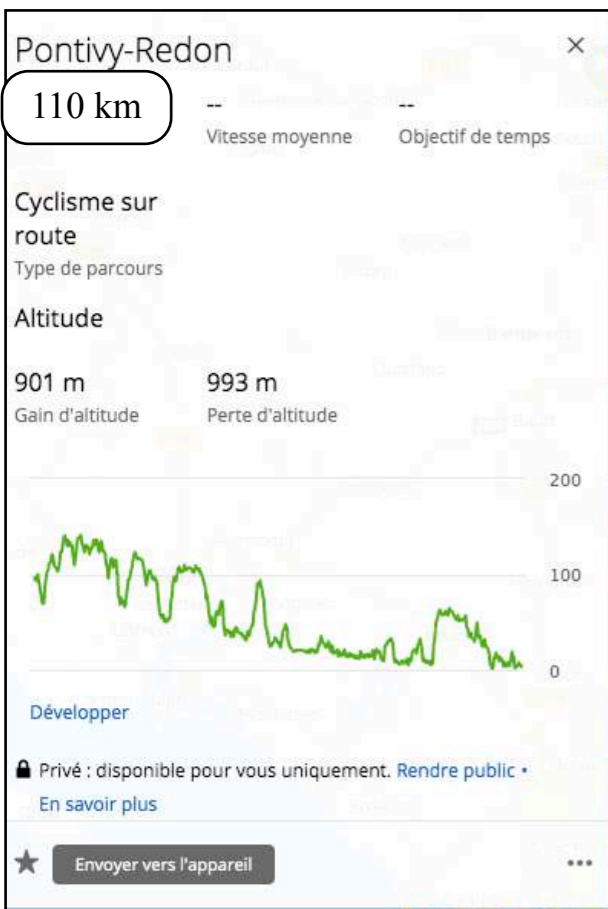 Pontivy-Redon
×
110 km
--
--
Vitesse moyenne
Objectif de temps
Cyclisme sur
route
Type de parcours
Altitude
901 m
993 m
Gain d'altitude
Perte d'altitude
200
100
0
Développer
Privé : disponible pour vous uniquement. Rendre public •
En savoir plus
Envoyer vers l'appareil